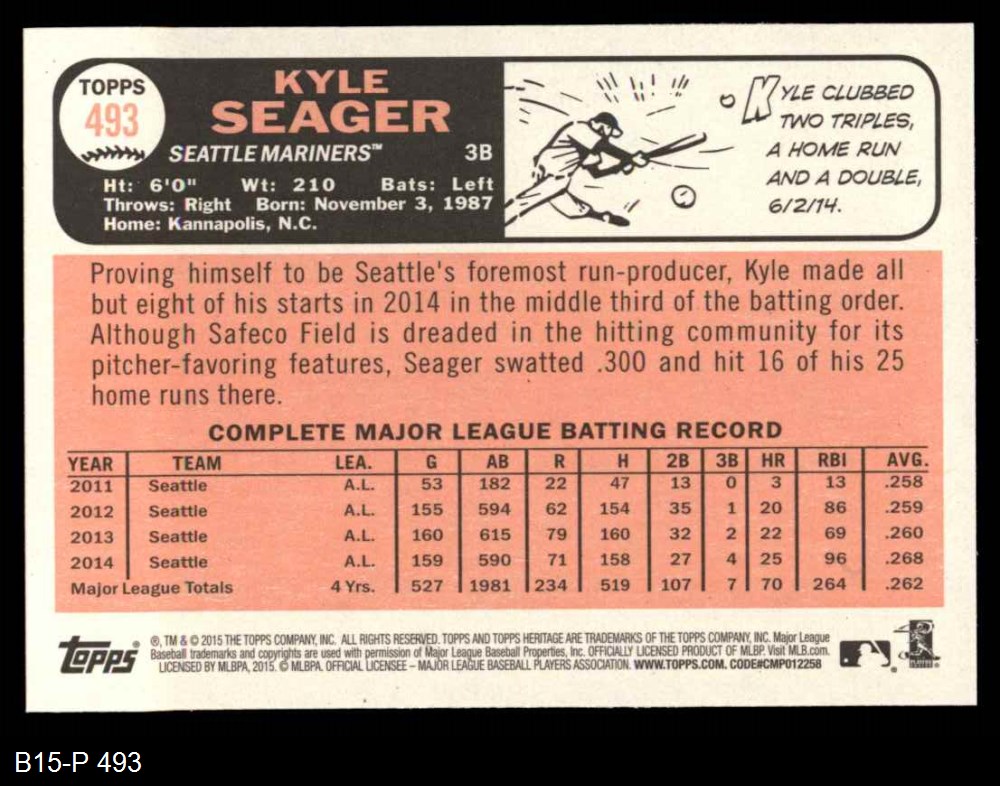 TOPPS
493
KYLE
SEAGER
SEATTLE MARINERS™ 3B
Ht: 6'0" Wt: 210 Bats: Left
Throws: Right Born: November 3, 1987
Home: Kannapolis, N.C.
KYLE CLUBBED
TWO TRIPLES,
A HOME RUN
AND A DOUBLE,
6/2/14.
Proving himself to be Seattle's foremost run-producer, Kyle made all
but eight of his starts in 2014 in the middle third of the batting order.
Although Safeco Field is dreaded in the hitting community for its
pitcher-favoring features, Seager swatted .300 and hit 16 of his 25
home runs there.
COMPLETE MAJOR LEAGUE BATTING RECORD
YEAR TEAM LEA. G AB R H 2B 3B HR RBI AVG.
2011 Seattle A.L. 53 182 22 47 13 0 3 13 .258
2012 Seattle A.L. 155 594 62 154 35 1 20 86 .259
2013 Seattle A.L. 160 615 79 160 32 2 22 69 .260
2014 Seattle A.L. 159 590 71 158 27 4 25 96 .268
Major League Totals 4 Yrs. 527 1981 234 519 107 7 70 264 .262
topps®
®, TM & © 2015 THE TOPPS COMPANY, INC. ALL RIGHTS RESERVED. TOPPS AND TOPPS HERITAGE ARE TRADEMARKS OF THE TOPPS COMPANY, INC. Major League
Baseball trademarks and copyrights are used with permission of Major League Baseball Properties, Inc. OFFICIALLY LICENSED PRODUCT OF MLBP. Visit MLB.com.
LICENSED BY MLBPA, 2015. © MLBPA. OFFICIAL LICENSEE – MAJOR LEAGUE BASEBALL PLAYERS ASSOCIATION. WWW.TOPPS.COM. CODE#CMP012258
B15-P 493